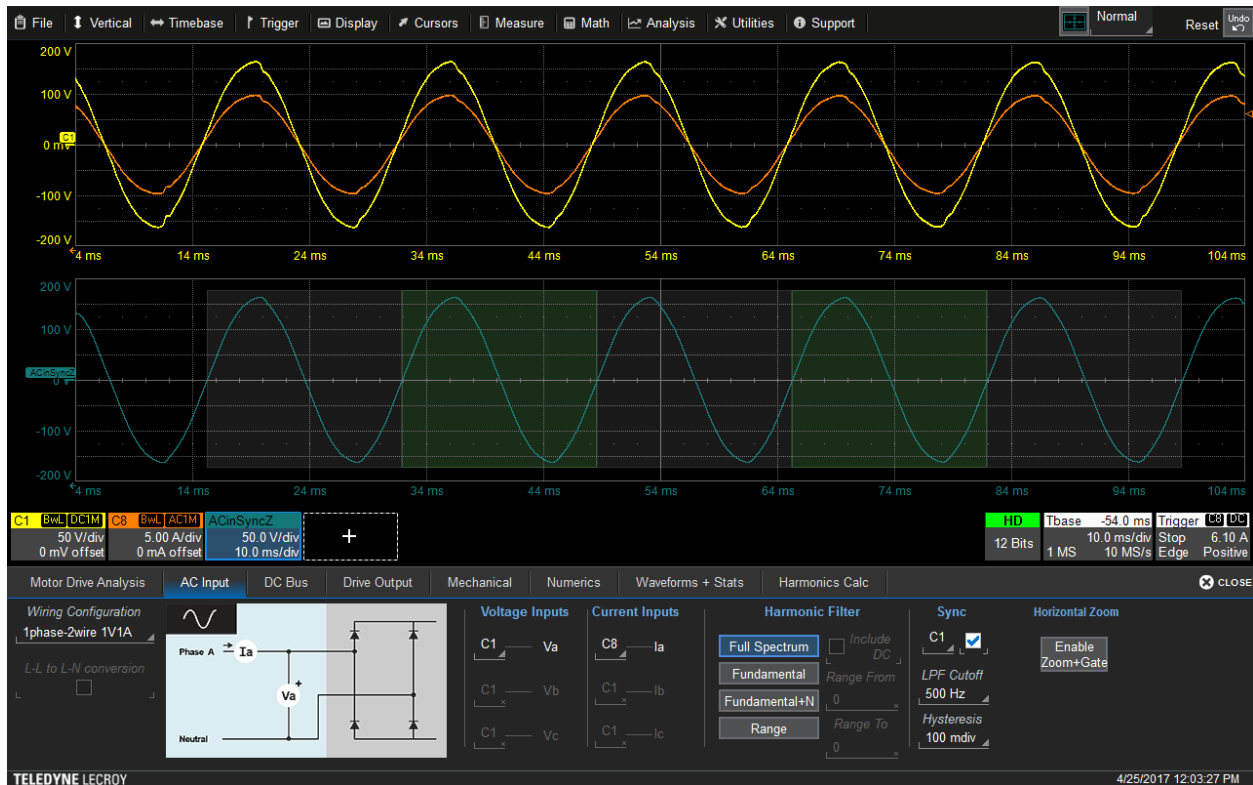 File Vertical Timebase Trigger Display Cursors Measure Math Analysis Utilities Support Normal Reset Undo
200 V
100 V
C1
0 mV
-100 V
-200 V
4 ms 14 ms 24 ms 34 ms 44 ms 54 ms 64 ms 74 ms 84 ms 94 ms 104 ms
200 V
100 V
ACinSyncZ
0 V
-100 V
-200 V
4 ms 14 ms 24 ms 34 ms 44 ms 54 ms 64 ms 74 ms 84 ms 94 ms 104 ms
C1 BwL DC1M C8 BwL AC1M ACinSyncZ
50 V/div 5.00 A/div 50.0 V/div +
0 mV offset 0 mA offset 10.0 ms/div
HD Tbase -54.0 ms Trigger C8 DC
12 Bits 10.0 ms/div Stop 6.10 A
1 MS 10 MS/s Edge Positive
Motor Drive Analysis AC Input DC Bus Drive Output Mechanical Numerics Waveforms + Stats Harmonics Calc CLOSE
Wiring Configuration
1phase-2wire 1V1A
L-L to L-N conversion
Phase A Ia
Va
+
Neutral
Voltage Inputs
C1 Va
C1 Vb
C1 Vc
Current Inputs
C8 Ia
C1 Ib
C1 Ic
Harmonic Filter
Full Spectrum
Fundamental
Fundamental+N
Range
Include
DC
Range From
0
Range To
0
Sync
C1
LPF Cutoff
500 Hz
Hysteresis
100 mdiv
Horizontal Zoom
Enable
Zoom+Gate
TELEDYNE LECROY 4/25/2017 12:03:27 PM